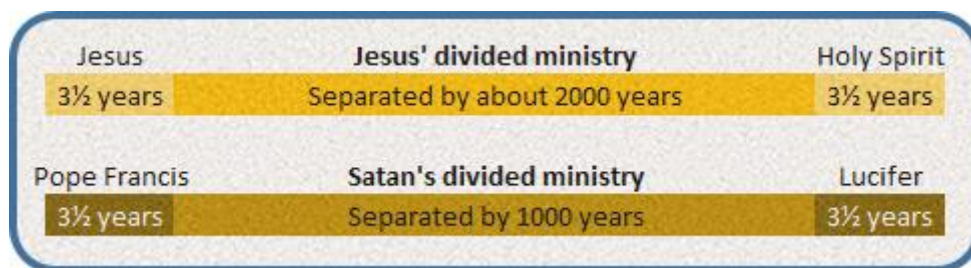 Jesus Jesus' divided ministry Holy Spirit
3½ years Separated by about 2000 years 3½ years
Pope Francis Satan's divided ministry Lucifer
3½ years Separated by 1000 years 3½ years